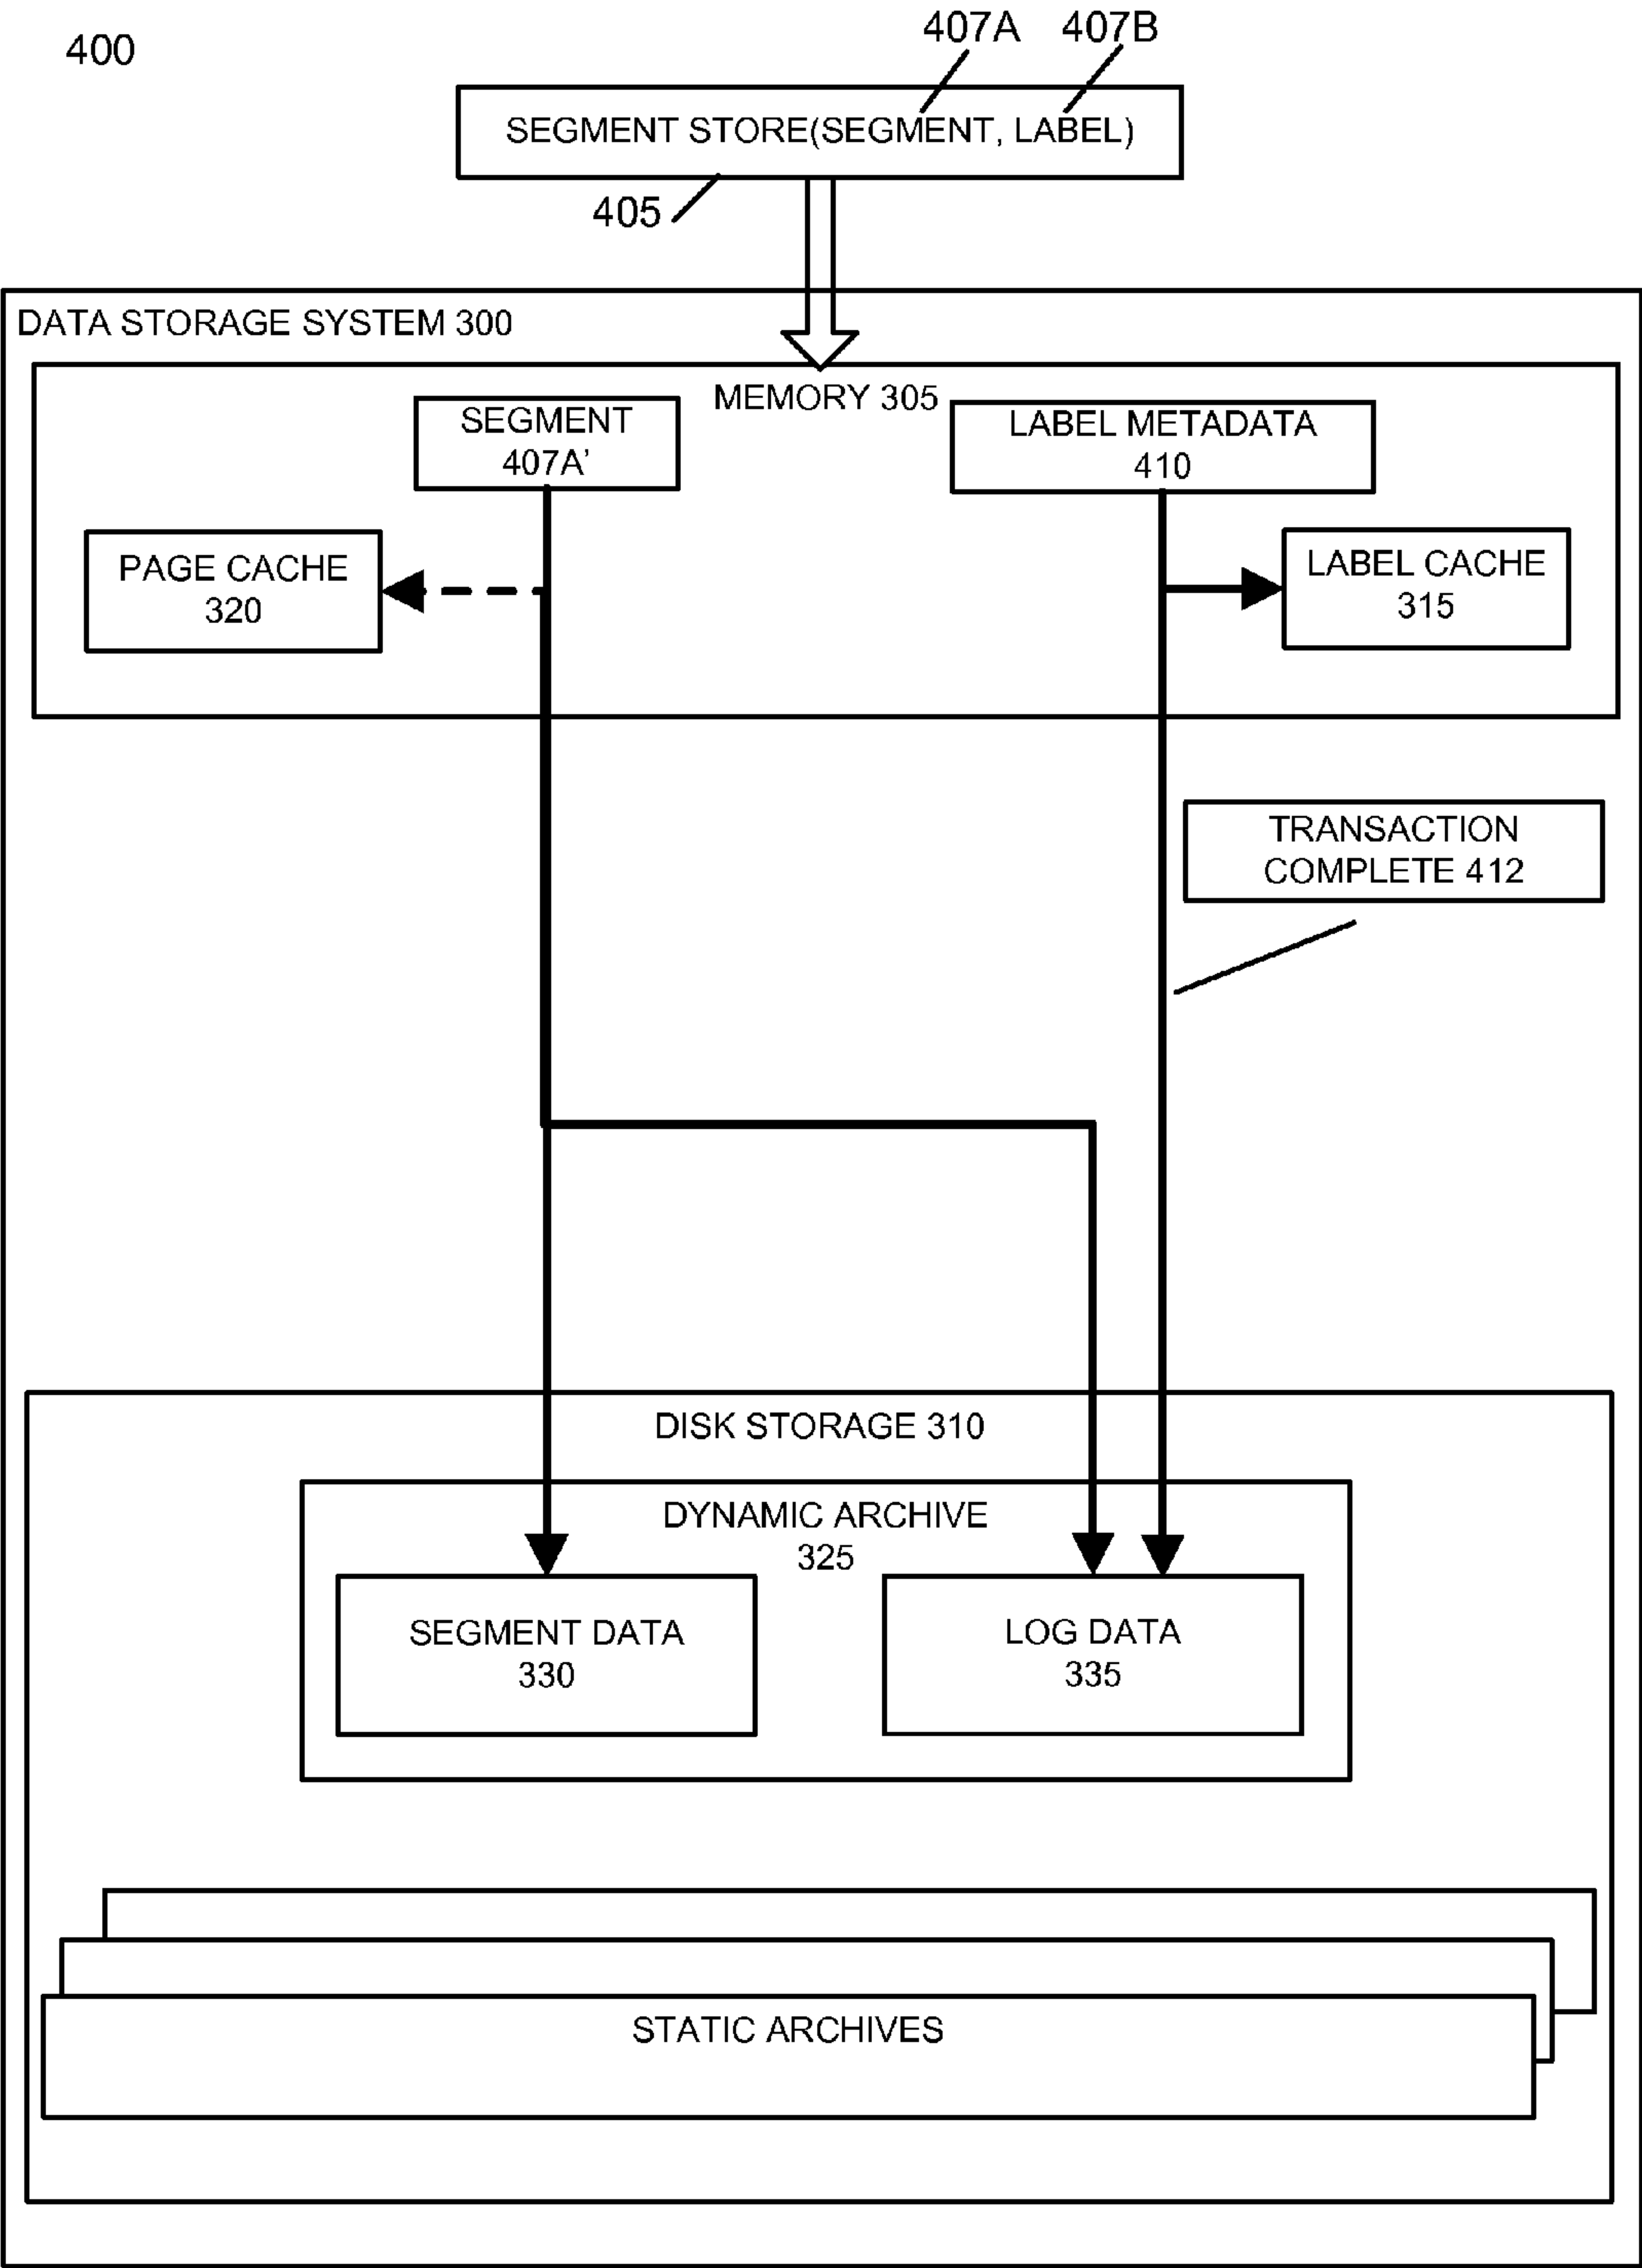 400
407A 407B
SEGMENT STORE(SEGMENT, LABEL)
405
DATA STORAGE SYSTEM 300
MEMORY 305
SEGMENT
407A'
LABEL METADATA
410
PAGE CACHE
320
LABEL CACHE
315
TRANSACTION
COMPLETE 412
DISK STORAGE 310
DYNAMIC ARCHIVE
325
SEGMENT DATA
330
LOG DATA
335
STATIC ARCHIVES